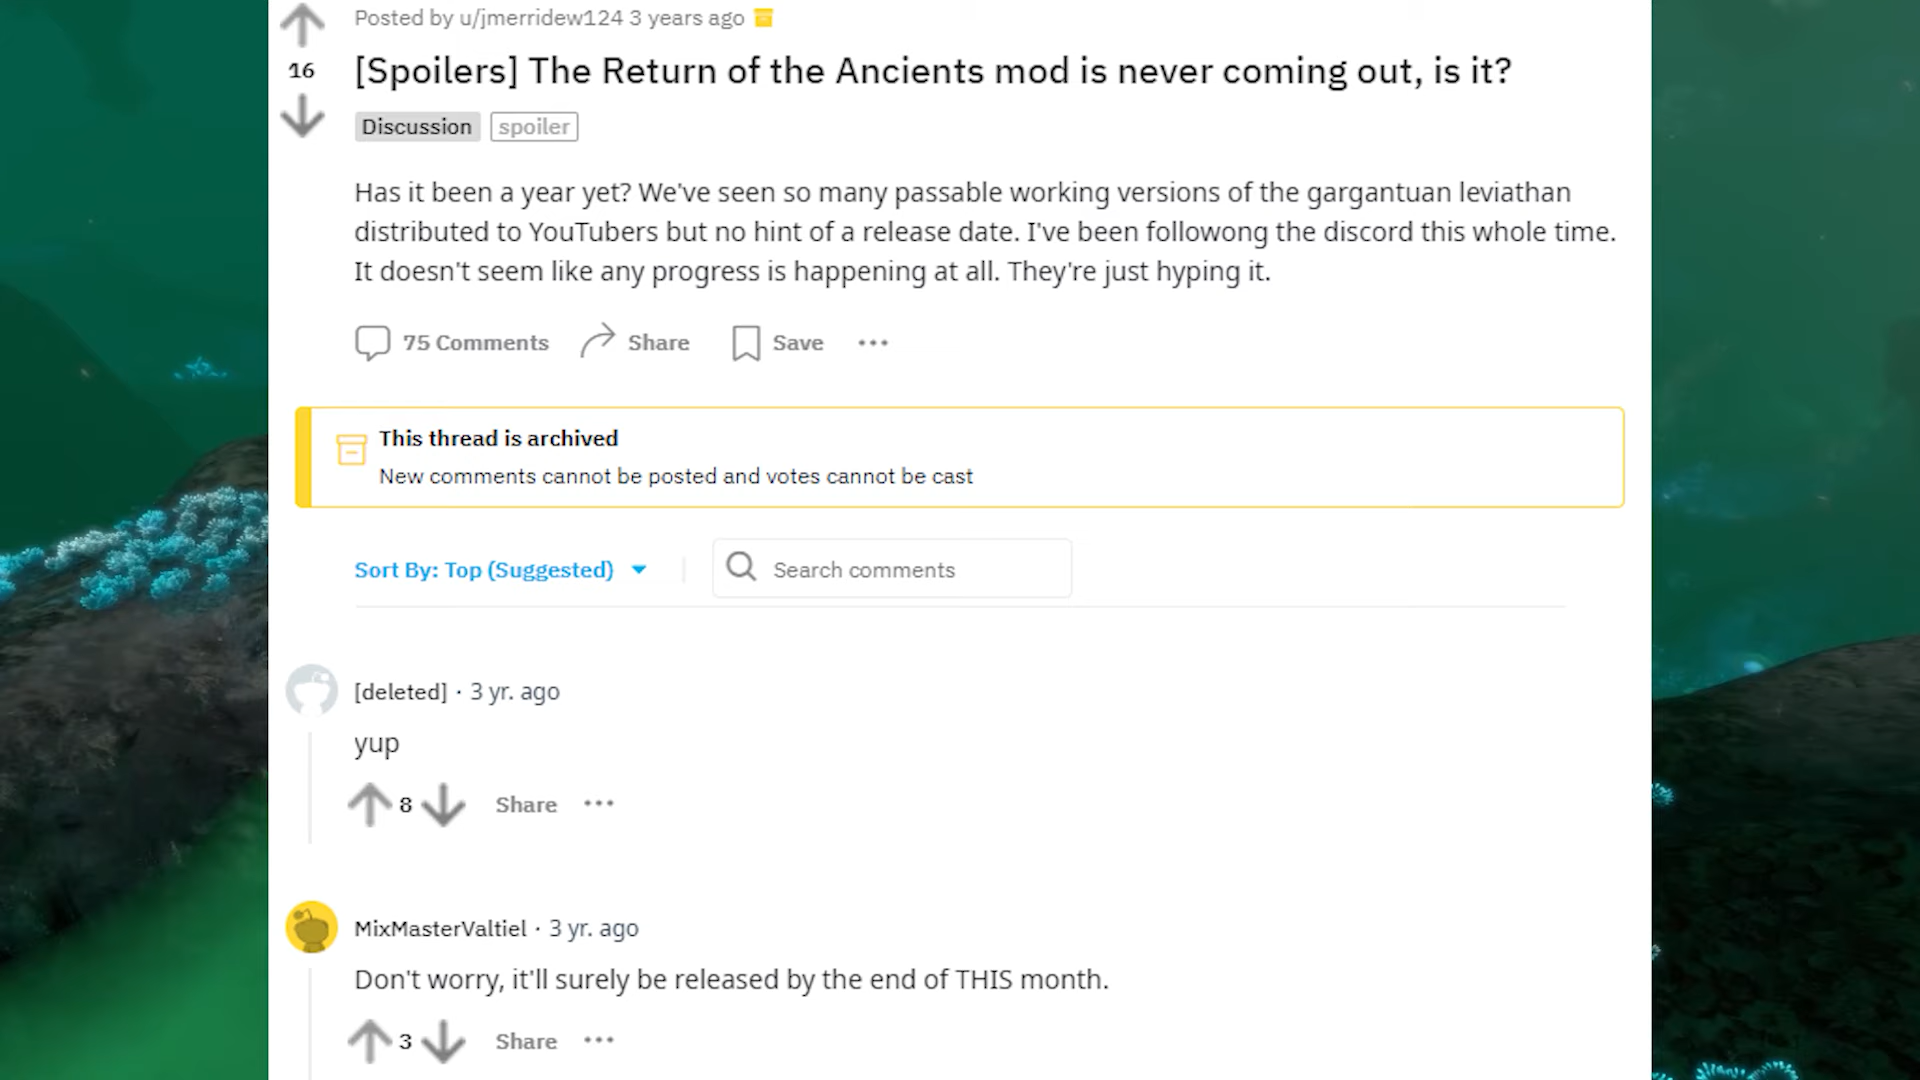 Posted by u/jmerridew124 3 years ago
16
[Spoilers] The Return of the Ancients mod is never coming out, is it?
Discussion spoiler
Has it been a year yet? We've seen so many passable working versions of the gargantuan leviathan
distributed to YouTubers but no hint of a release date. I've been followong the discord this whole time.
It doesn't seem like any progress is happening at all. They're just hyping it.
75 Comments Share Save
This thread is archived
New comments cannot be posted and votes cannot be cast
Sort By: Top (Suggested) Search comments
[deleted] · 3 yr. ago
yup
8 Share
MixMasterValtiel · 3 yr. ago
Don't worry, it'll surely be released by the end of THIS month.
3 Share